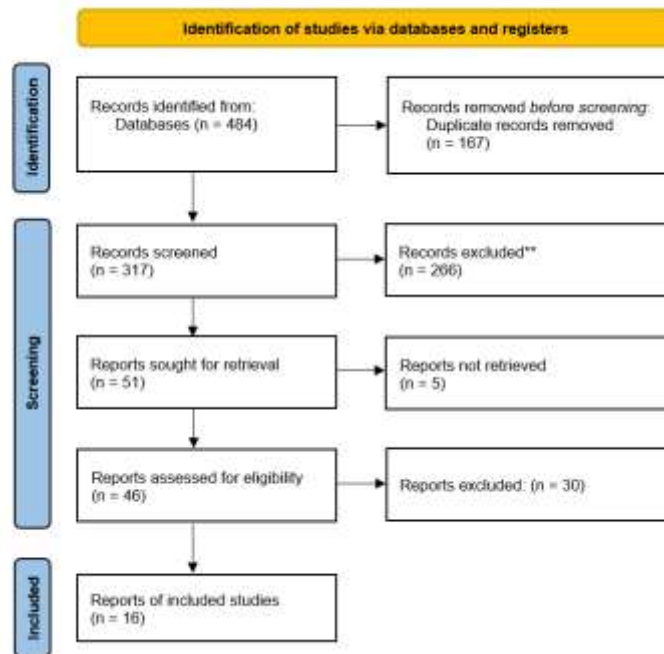 Identification of studies via databases and registers
Identification
Records identified from:
Databases (n = 484)
Records removed before screening:
Duplicate records removed
(n = 167)
Screening
Records screened
(n = 317)
Records excluded**
(n = 266)
Reports sought for retrieval
(n = 51)
Reports not retrieved
(n = 5)
Reports assessed for eligibility
(n = 46)
Reports excluded: (n = 30)
Included
Reports of included studies
(n = 16)